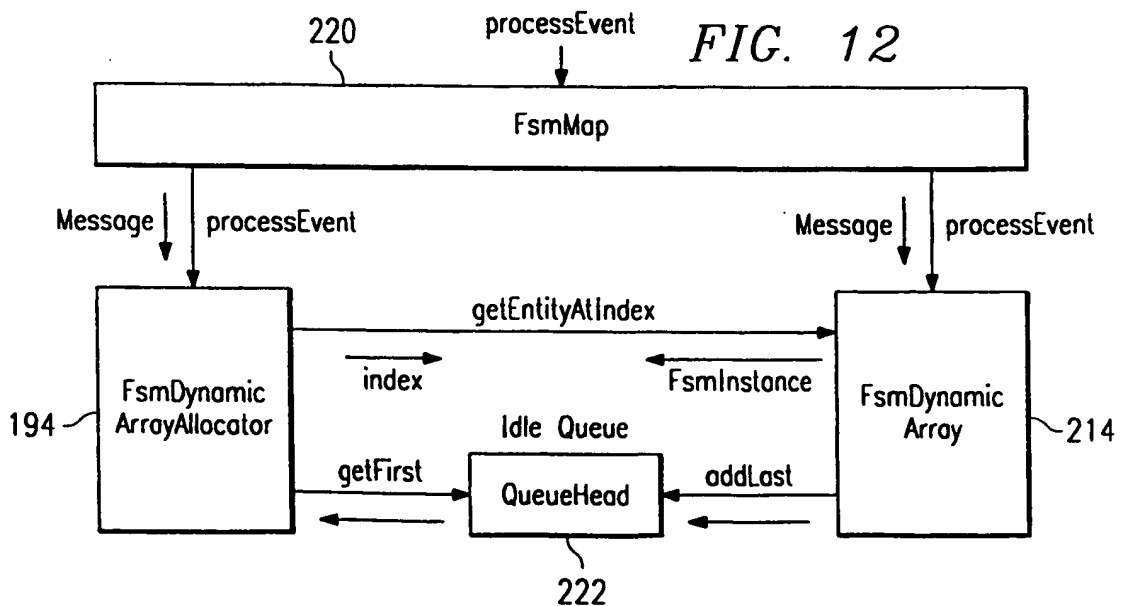 FIG. 12
220
processEvent
FsmMap
Message
processEvent
Message
processEvent
getEntityAtIndex
index
FsmInstance
FsmDynamic
ArrayAllocator
194
FsmDynamic
Array
214
Idle Queue
getFirst
QueueHead
addLast
222